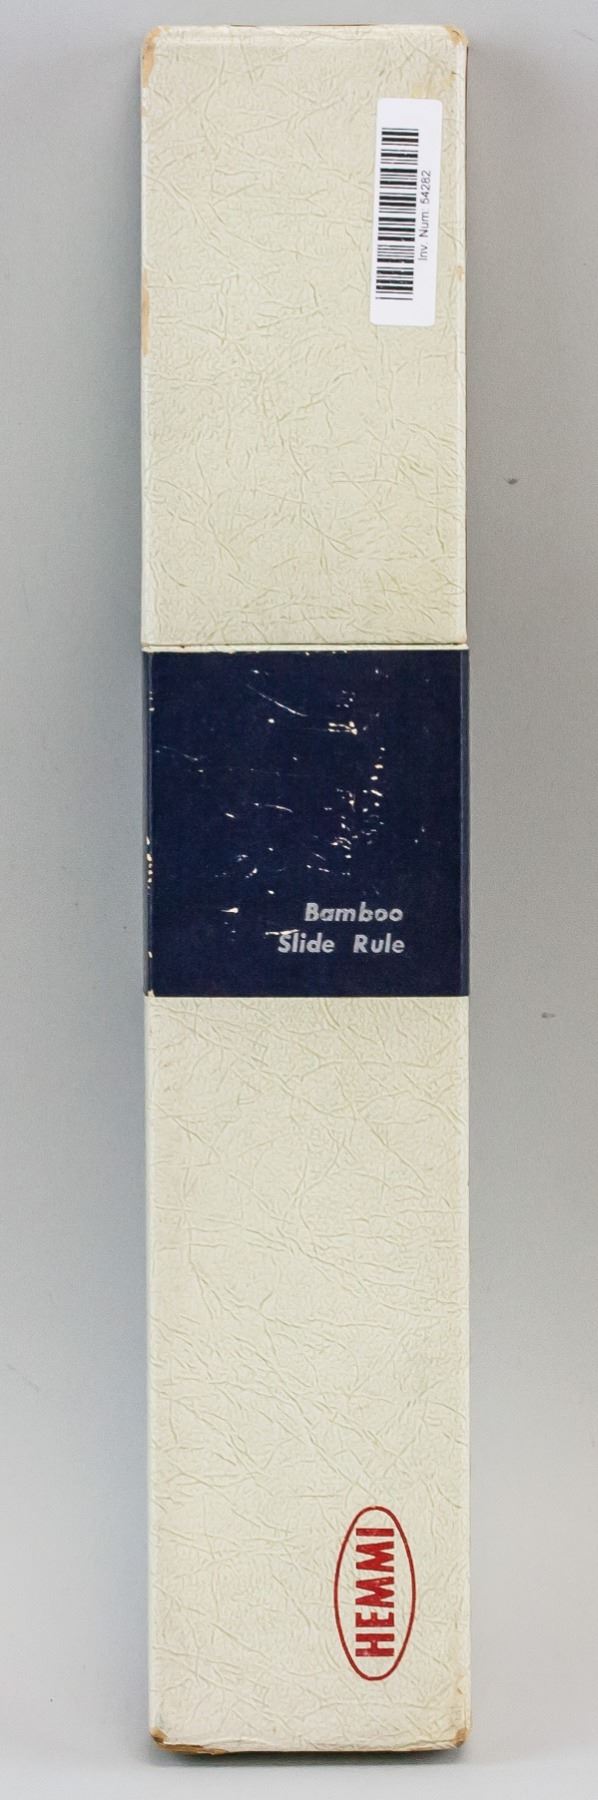 Inv. Num: 54282
Bamboo
Slide Rule
HEMMI